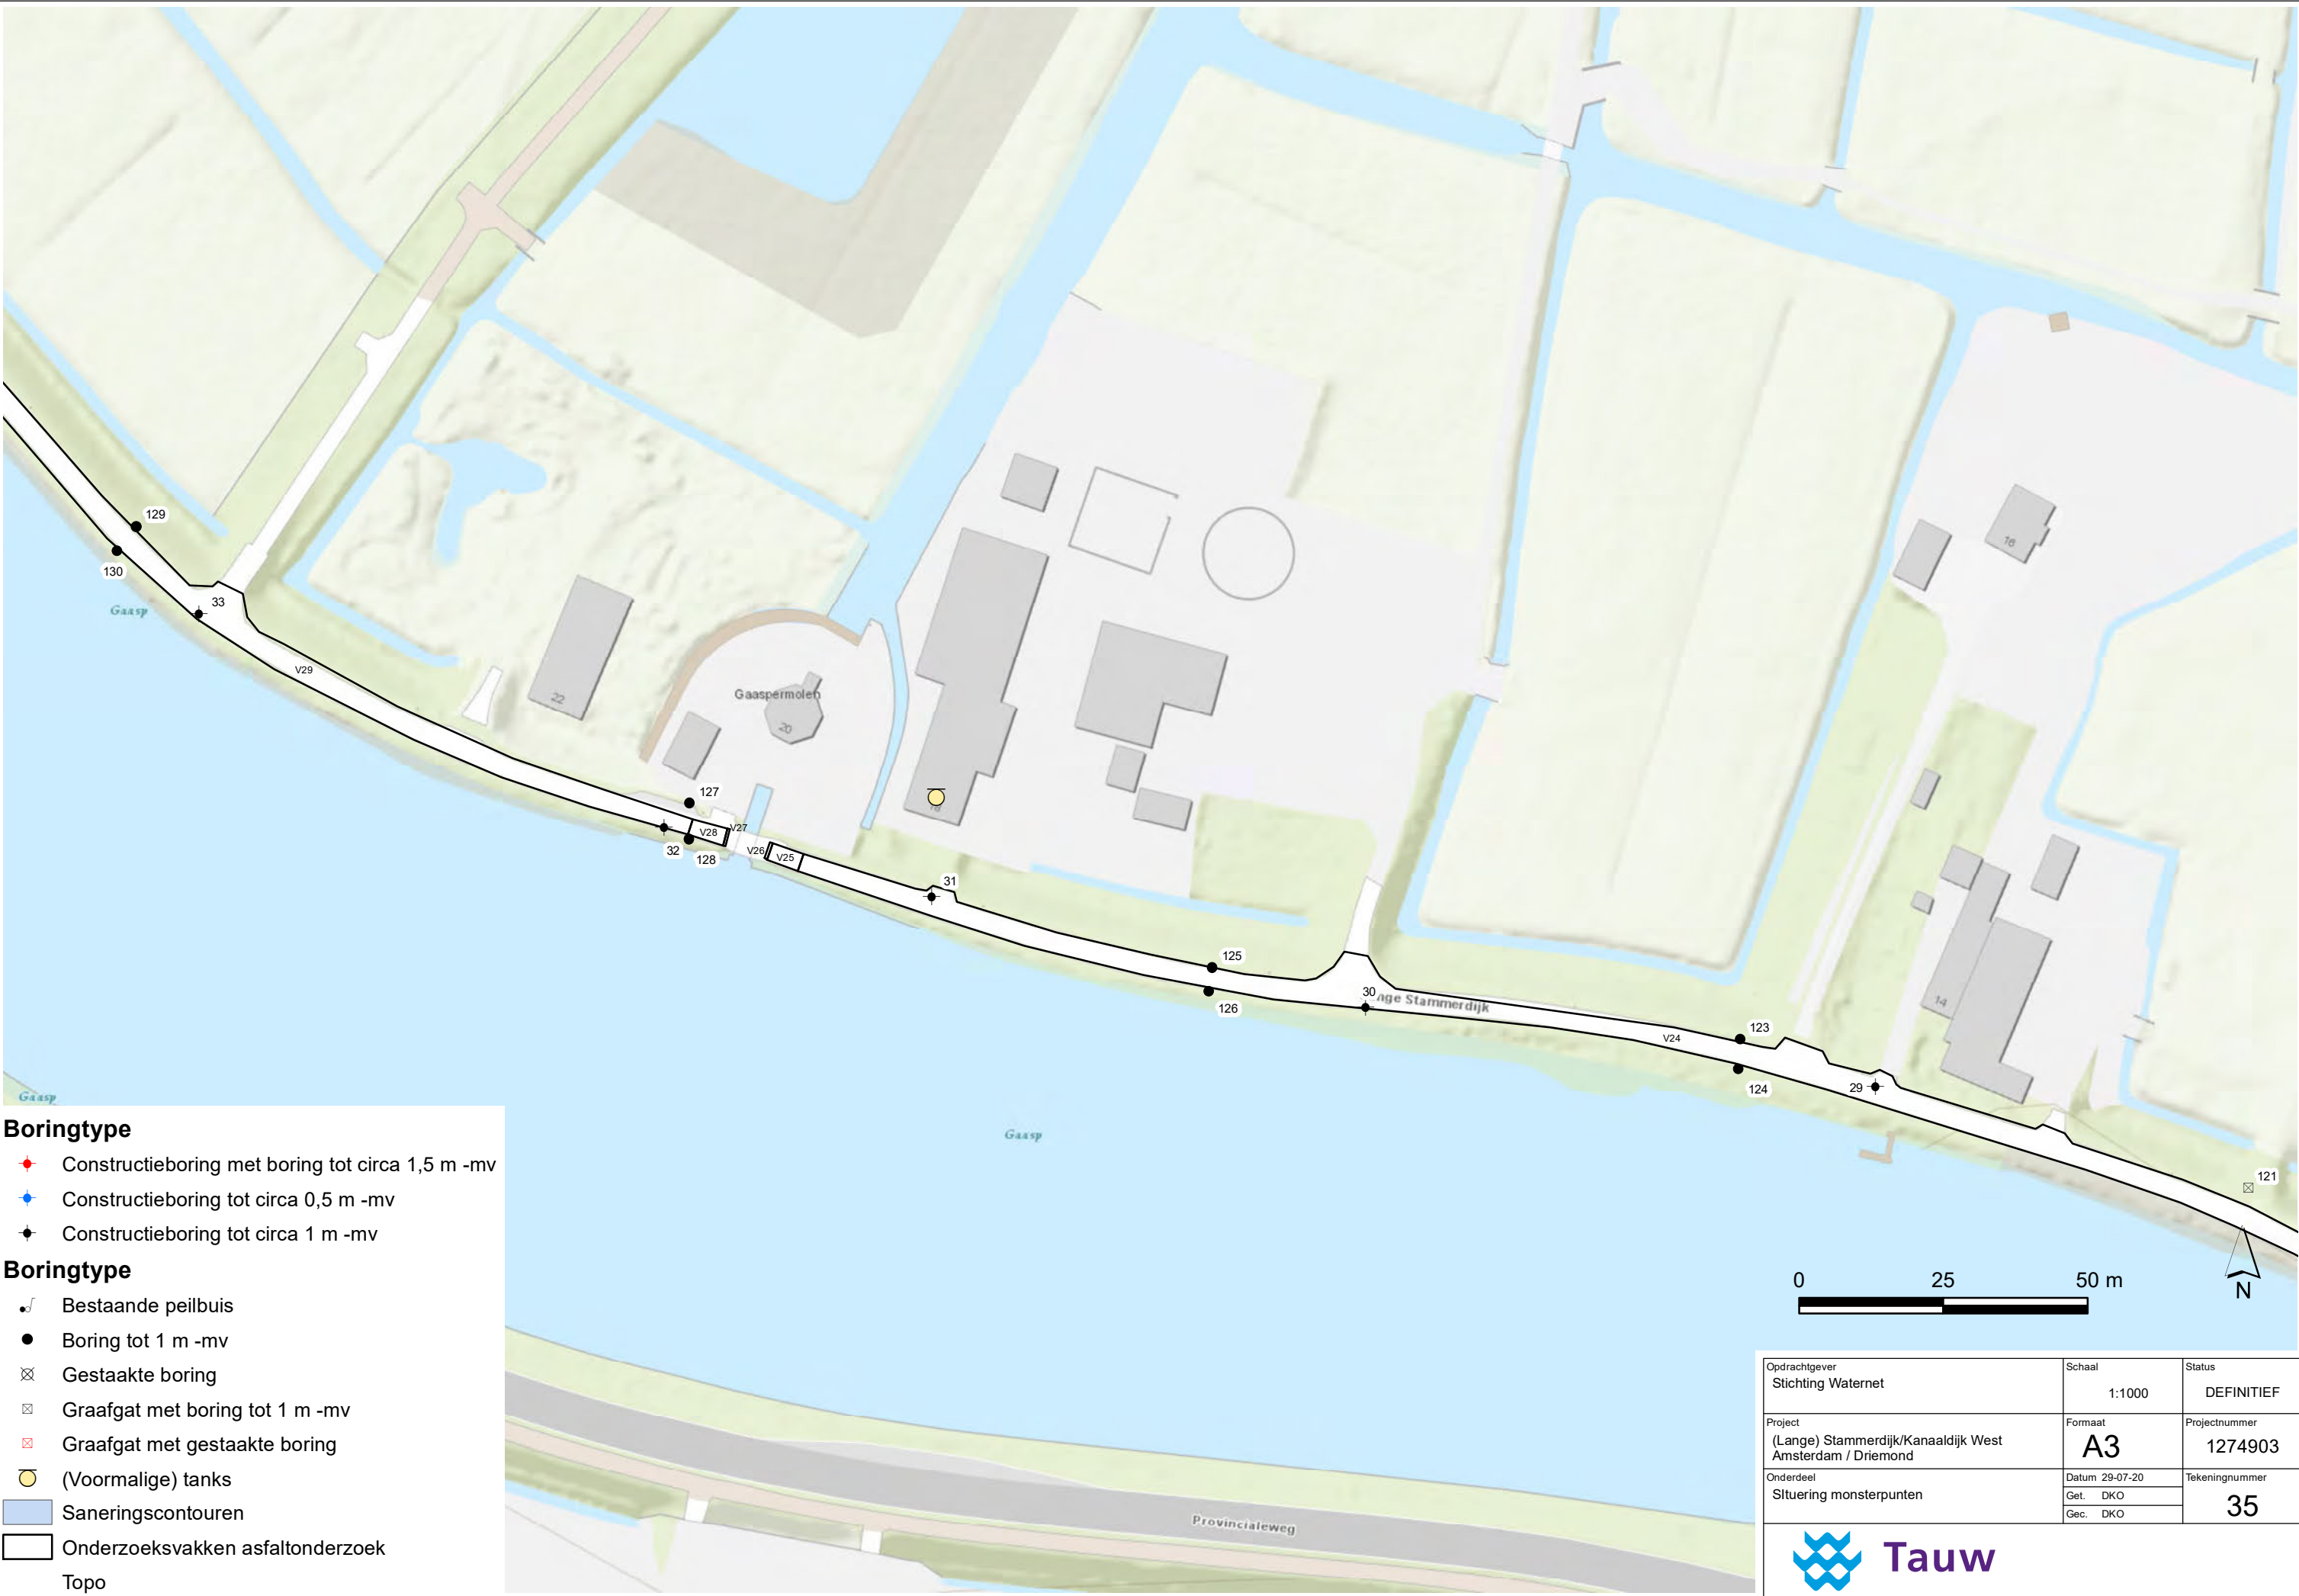 129
130
Gaasp
33
V29
22
Gaaspermolen
20
127
V28
V27
32
128
V26
V25
31
125
126
30
nge Stammerdijk
V24
123
124
29
16
14
121
Gaasp
Gaasp
Provincialeweg
Boringtype
Constructieboring met boring tot circa 1,5 m -mv
Constructieboring tot circa 0,5 m -mv
Constructieboring tot circa 1 m -mv
Boringtype
Bestaande peilbuis
Boring tot 1 m -mv
Gestaakte boring
Graafgat met boring tot 1 m -mv
Graafgat met gestaakte boring
(Voormalige) tanks
Saneringscontouren
Onderzoeksvakken asfaltonderzoek
Topo
0 25 50 m
N
Opdrachtgever
Stichting Waternet
Schaal
1:1000
Status
DEFINITIEF
Project
(Lange) Stammerdijk/Kanaaldijk West
Amsterdam / Driemond
Formaat
A3
Projectnummer
1274903
Onderdeel
SItuering monsterpunten
Datum 29-07-20
Get. DKO
Gec. DKO
Tekeningnummer
35
Tauw